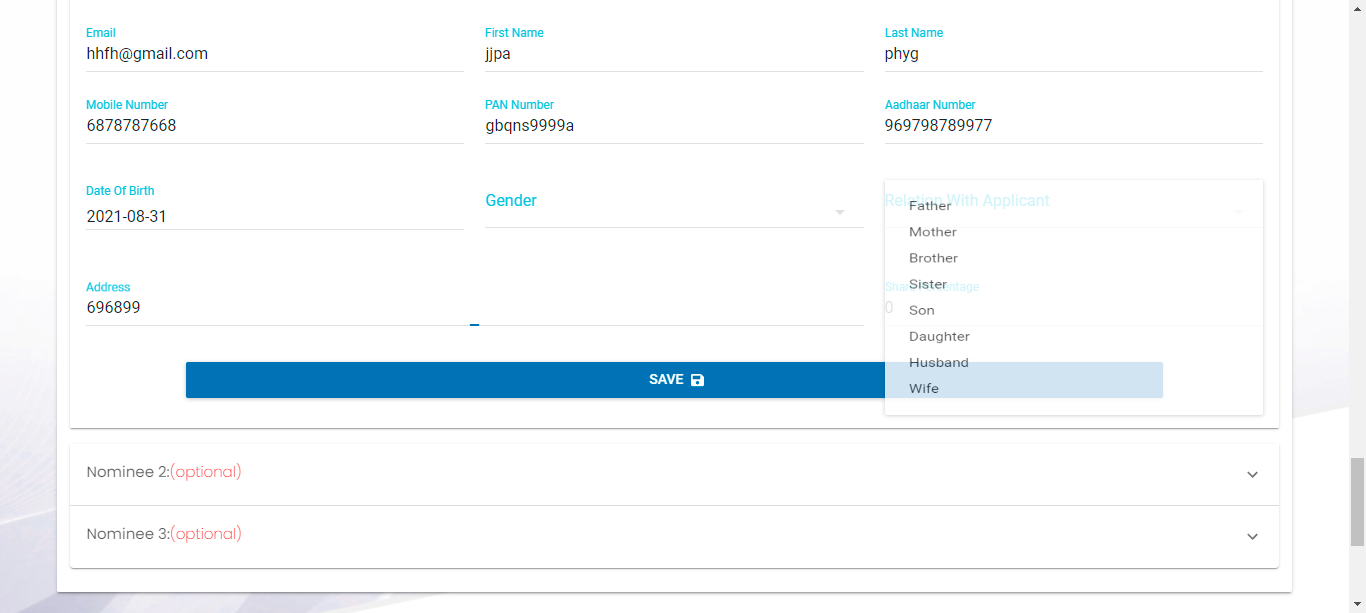 Email
hhfh@gmail.com
First Name
jjpa
Last Name
phyg
Mobile Number
6878787668
PAN Number
gbqns9999a
Aadhaar Number
969798789977
Date Of Birth
2021-08-31
Gender
Relation With Applicant
Father
Mother
Brother
Sister
Son
Daughter
Husband
Wife
Address
696899
Share Percentage
0
SAVE
Nominee 2:(optional)
Nominee 3:(optional)